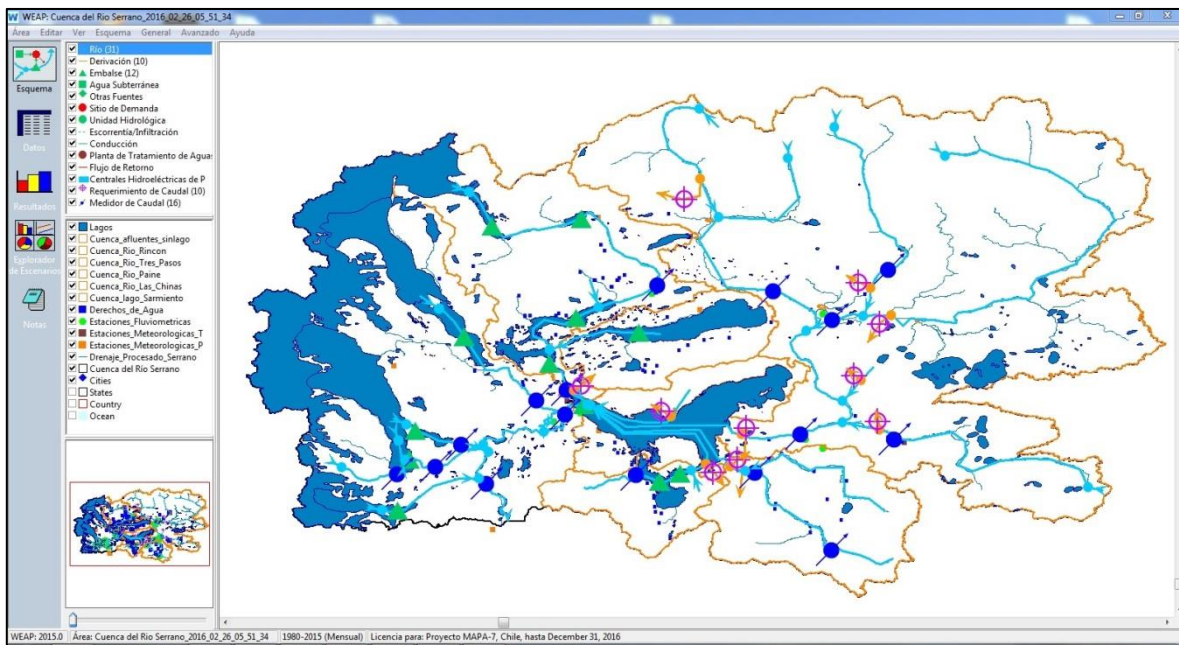 WEAP: Cuenca del Rio Serrano_2016_02_26_05_51_34
Área Editar Ver Esquema General Avanzado Ayuda
Esquema
Datos
Resultados
Explorador
de Escenarios
Notas
Río (31)
Derivación (10)
Embalse (12)
Agua Subterránea
Otras Fuentes
Sitio de Demanda
Unidad Hidrológica
Escorrentía/Infiltración
Conducción
Planta de Tratamiento de Agua
Flujo de Retorno
Centrales Hidroeléctricas de P
Requerimiento de Caudal (10)
Medidor de Caudal (16)
Lagos
Cuenca_afluentes_sinlago
Cuenca_Rio_Rincon
Cuenca_Rio_Tres_Pasos
Cuenca_Rio_Paine
Cuenca_Rio_Las_Chinas
Cuenca_lago_Sarmiento
Derechos_de_Agua
Estaciones_Fluviometricas
Estaciones_Meteorologicas_T
Estaciones_Meteorologicas_P
Drenaje_Procesado_Serrano
Cuenca del Río Serrano
Cities
States
Country
Ocean
WEAP: 2015.0 Área: Cuenca del Rio Serrano_2016_02_26_05_51_34 1980-2015 (Mensual) Licencia para: Proyecto MAPA-7, Chile, hasta December 31, 2016